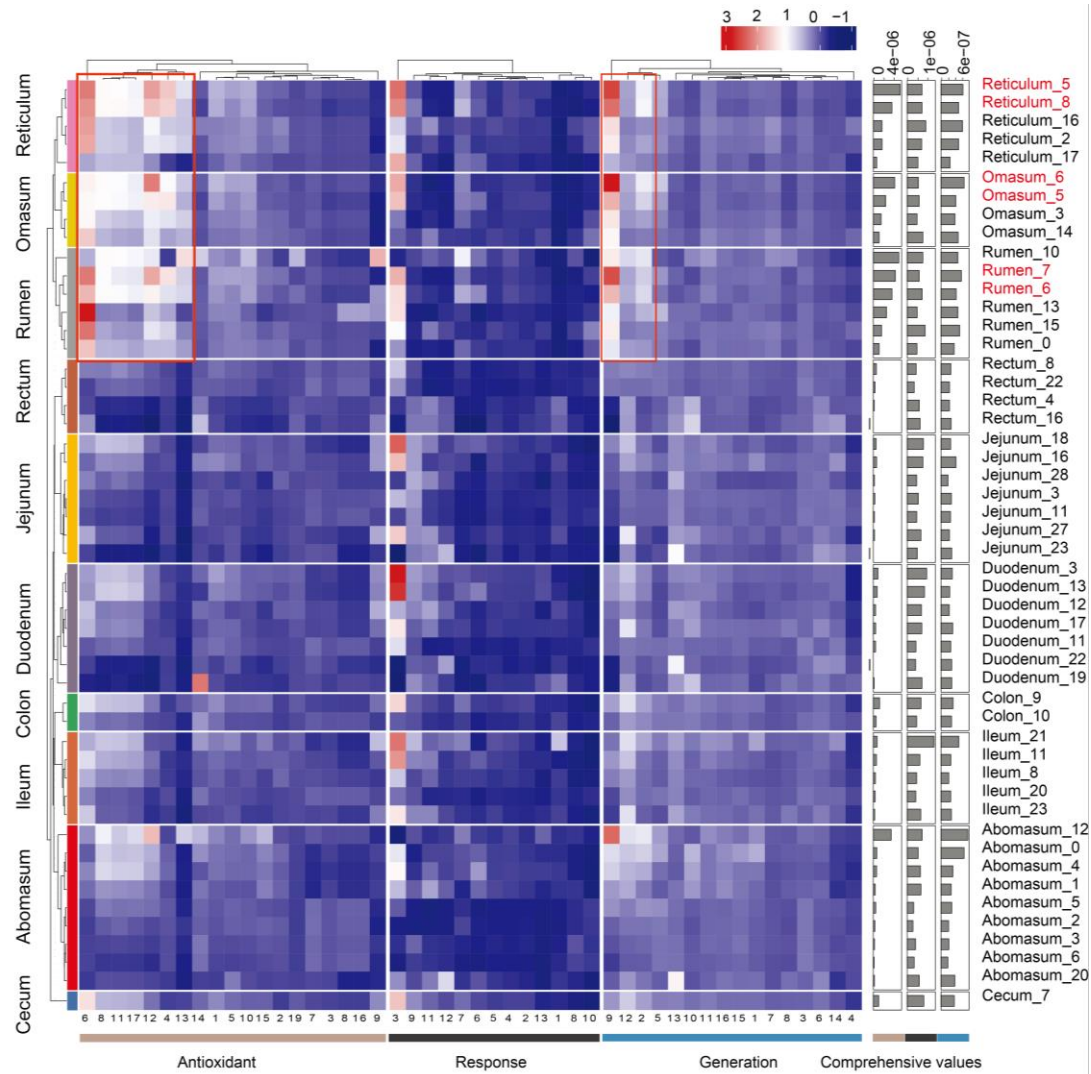 3 2 1 0 -1
0 4e-06 0 1e-06 0 6e-07
Reticulum
Omasum
Rumen
Rectum
Jejunum
Duodenum
Colon
Ileum
Abomasum
Cecum
Reticulum_5
Reticulum_8
Reticulum_16
Reticulum_2
Reticulum_17
Omasum_6
Omasum_5
Omasum_3
Omasum_14
Rumen_10
Rumen_7
Rumen_6
Rumen_13
Rumen_15
Rumen_0
Rectum_8
Rectum_22
Rectum_4
Rectum_16
Jejunum_18
Jejunum_16
Jejunum_28
Jejunum_3
Jejunum_11
Jejunum_27
Jejunum_23
Duodenum_3
Duodenum_13
Duodenum_12
Duodenum_17
Duodenum_11
Duodenum_22
Duodenum_19
Colon_9
Colon_10
Ileum_21
Ileum_11
Ileum_8
Ileum_20
Ileum_23
Abomasum_12
Abomasum_0
Abomasum_4
Abomasum_1
Abomasum_5
Abomasum_2
Abomasum_3
Abomasum_6
Abomasum_20
Cecum_7
6 8 11 17 12 4 13 14 1 5 10 15 2 19 7 3 8 16 9 3 9 11 12 7 6 5 4 2 13 1 8 10 9 12 2 5 13 10 11 16 15 1 7 8 3 6 14 4
Antioxidant Response Generation Comprehensive values